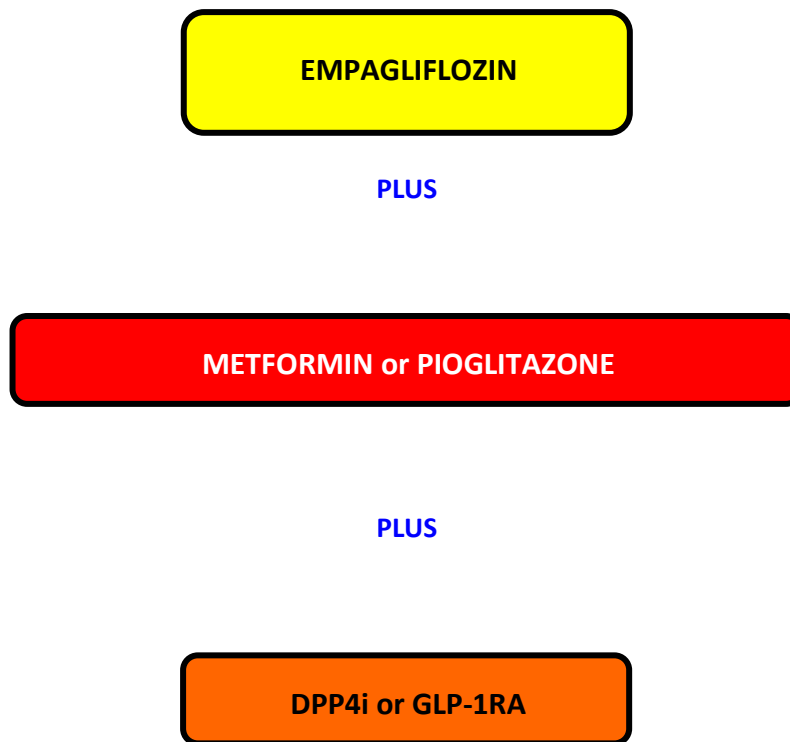 EMPAGLIFLOZIN
PLUS
METFORMIN or PIOGLITAZONE
PLUS
DPP4i or GLP-1RA